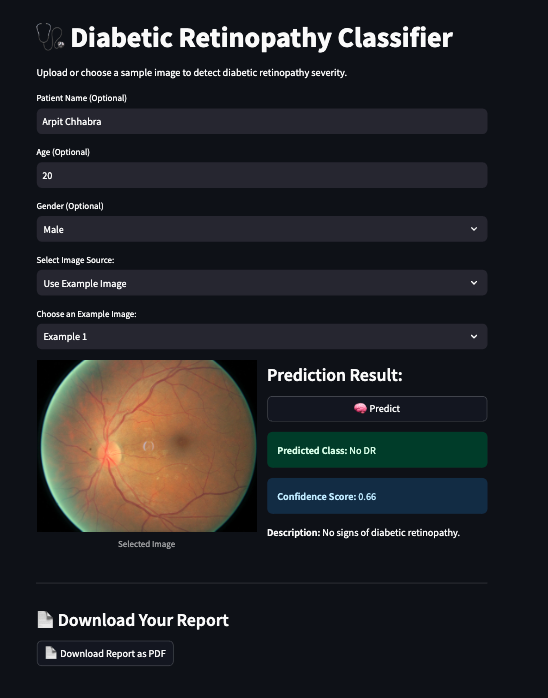 🩺 Diabetic Retinopathy Classifier
Upload or choose a sample image to detect diabetic retinopathy severity.
Patient Name (Optional)
Arpit Chhabra
Age (Optional)
20
Gender (Optional)
Male
Select Image Source:
Use Example Image
Choose an Example Image:
Example 1
Selected Image
Prediction Result:
🧠 Predict
Predicted Class: No DR
Confidence Score: 0.66
Description: No signs of diabetic retinopathy.
📄 Download Your Report
📄 Download Report as PDF